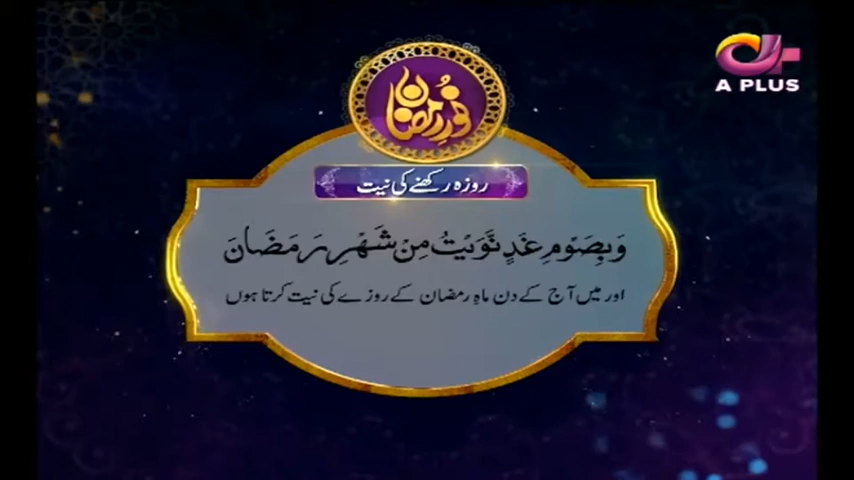 نورِ رمضان
A PLUS
روزہ رکھنے کی نیت
وَبِصَوْمِ غَدٍ نَّوَيْتُ مِنْ شَهْرِ رَمَضَانَ
اور میں آج کے دن ماہِ رمضان کے روزے کی نیت کرتا ہوں